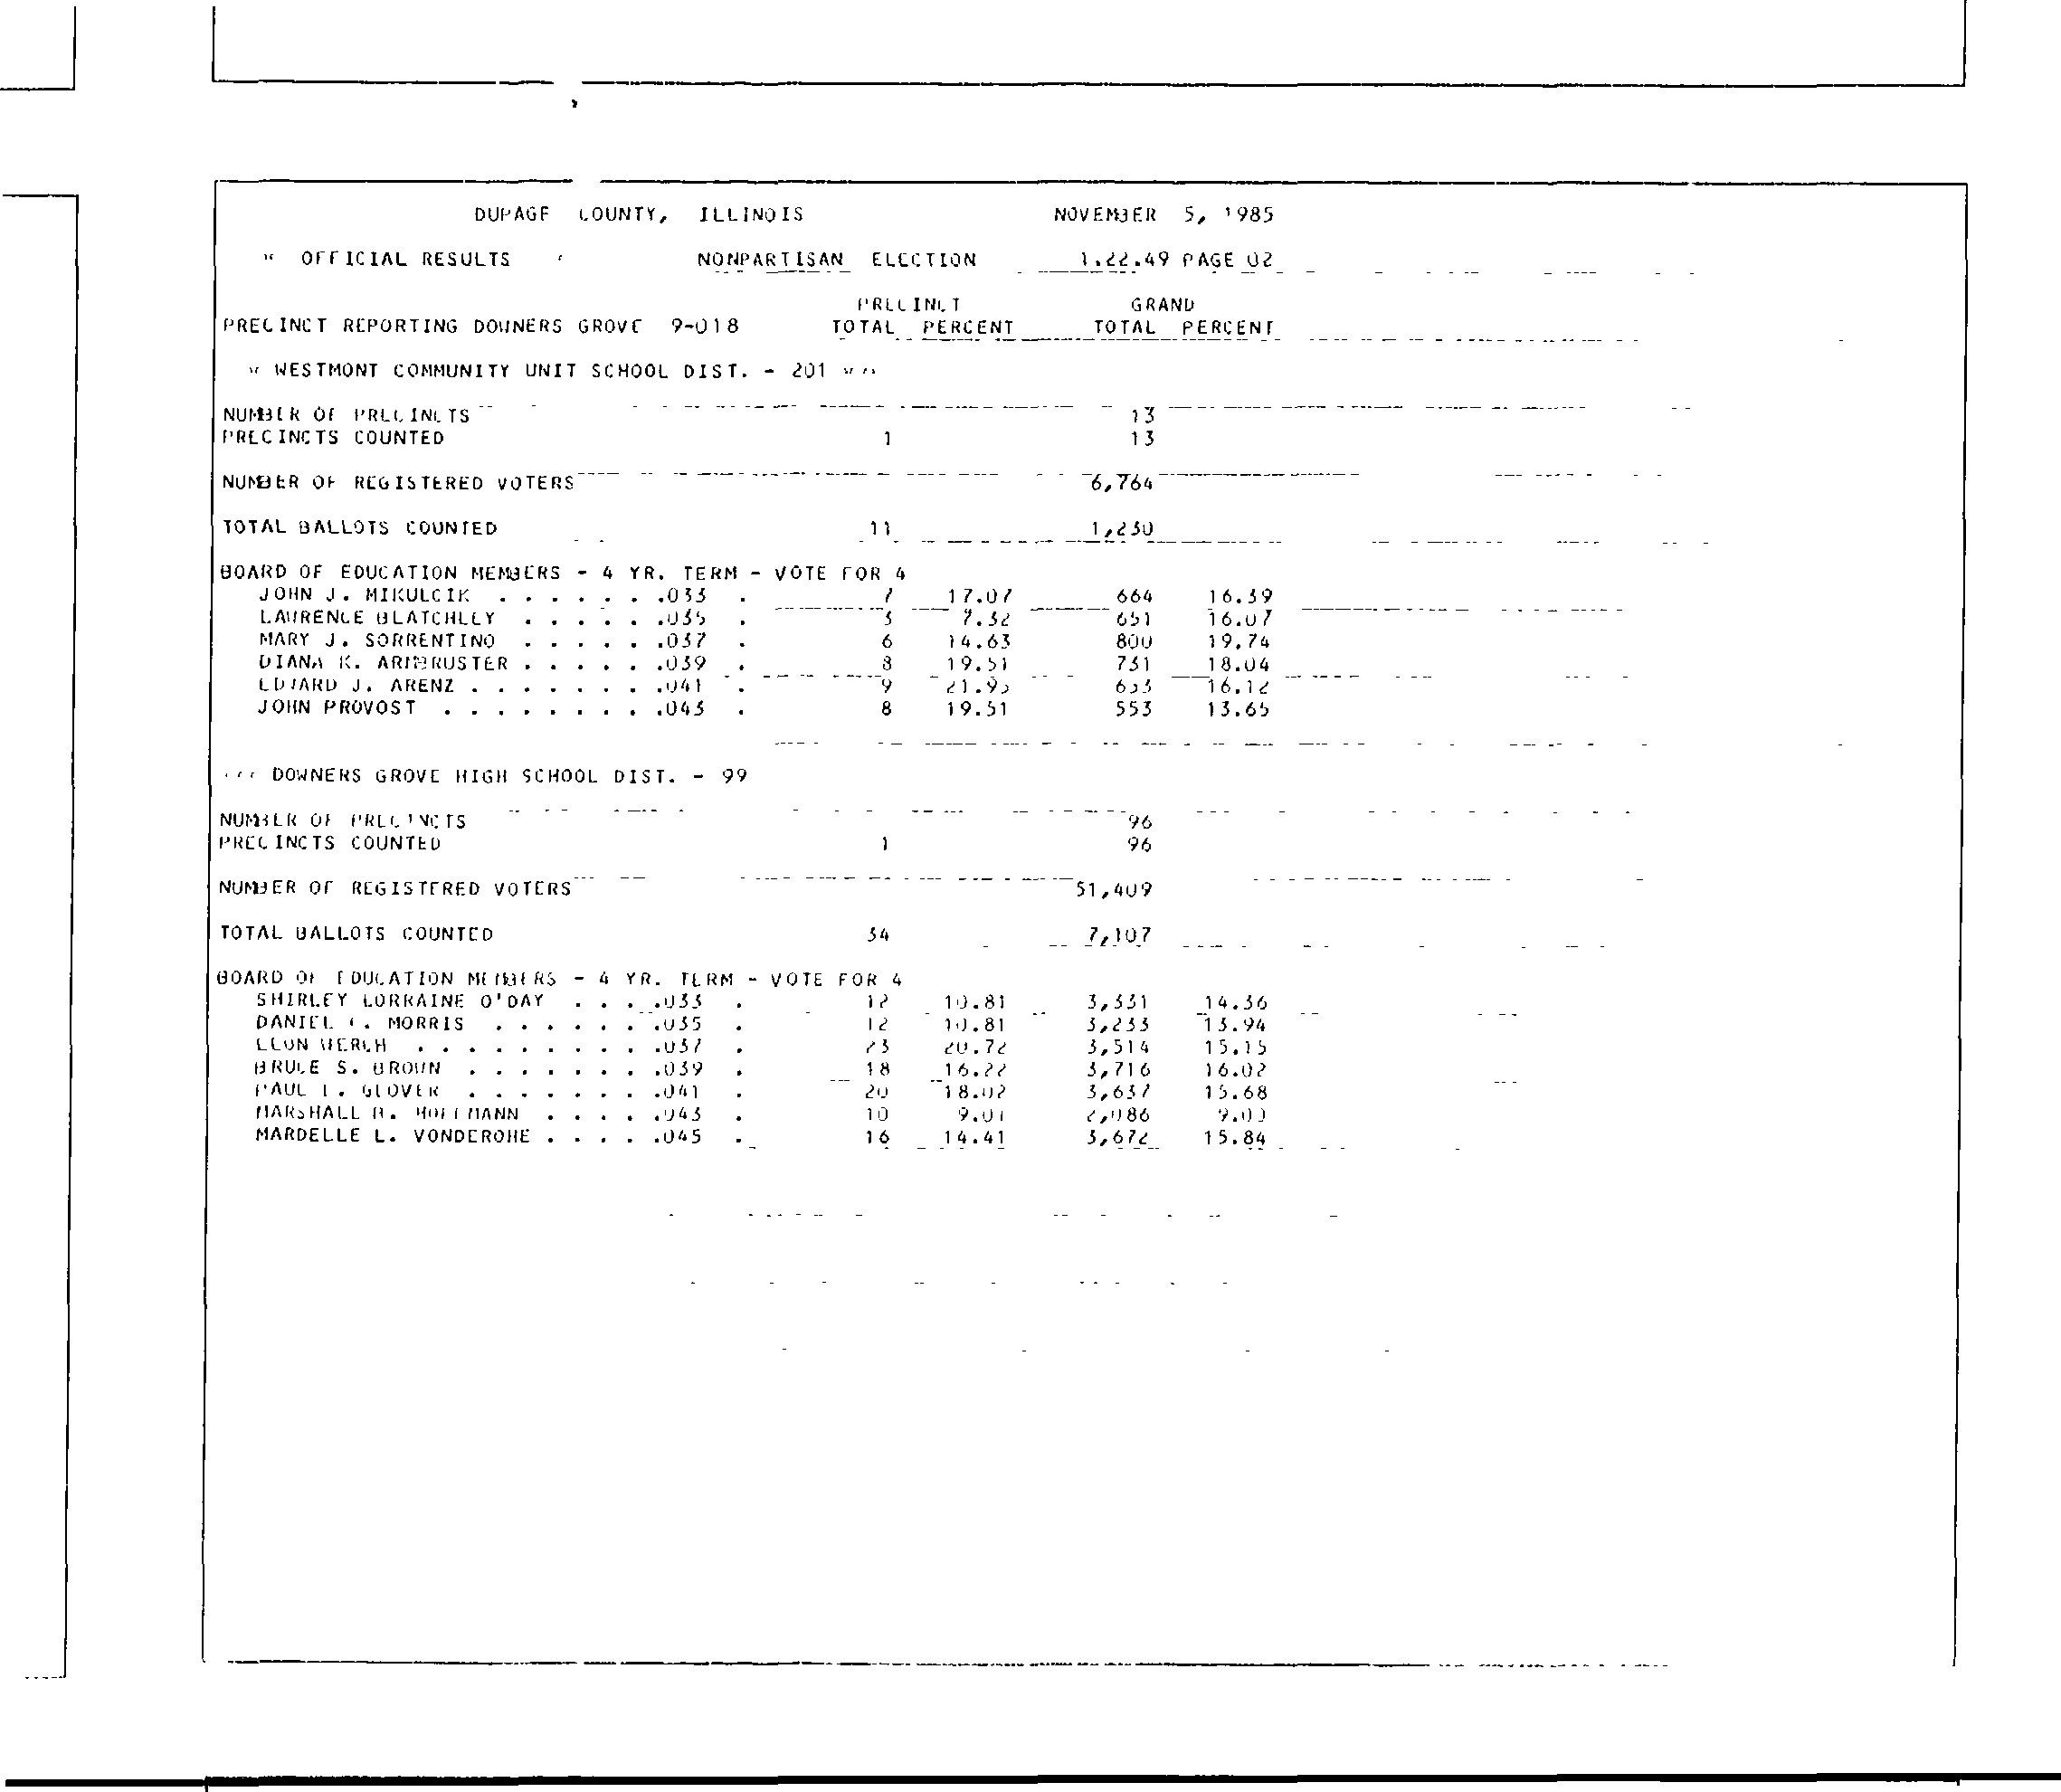 DUPAGE COUNTY, ILLINOIS NOVEMBER 5, 1985
OFFICIAL RESULTS NONPARTISAN ELECTION 1.22.49 PAGE 02
PRECINCT GRAND
PRECINCT REPORTING DOWNERS GROVE 9-018 TOTAL PERCENT TOTAL PERCENT
WESTMONT COMMUNITY UNIT SCHOOL DIST. - 201
NUMBER OF PRECINCTS 13
PRECINCTS COUNTED 1 13
NUMBER OF REGISTERED VOTERS 6,764
TOTAL BALLOTS COUNTED 11 1,230
BOARD OF EDUCATION MEMBERS - 4 YR. TERM - VOTE FOR 4
JOHN J. MIKULCIK . . . . . . .033 . 7 17.07 664 16.39
LAURENCE BLATCHLEY . . . . . .035 . 3 7.32 651 16.07
MARY J. SORRENTINO . . . . . .037 . 6 14.63 800 19.74
DIANA K. ARMBRUSTER . . . . . .039 . 8 19.51 731 18.04
EDWARD J. ARENZ . . . . . . . .041 . 9 21.95 653 16.12
JOHN PROVOST . . . . . . . . .043 . 8 19.51 553 13.65
DOWNERS GROVE HIGH SCHOOL DIST. - 99
NUMBER OF PRECINCTS 96
PRECINCTS COUNTED 1 96
NUMBER OF REGISTERED VOTERS 51,409
TOTAL BALLOTS COUNTED 34 7,107
BOARD OF EDUCATION MEMBERS - 4 YR. TERM - VOTE FOR 4
SHIRLEY LORRAINE O'DAY . . . .033 . 12 10.81 3,331 14.36
DANIEL MORRIS . . . . . . .035 . 12 10.81 3,233 13.94
LEON WERCH . . . . . . . . . .037 . 23 20.72 3,514 15.15
BRUCE S. BROWN . . . . . . . .039 . 18 16.22 3,716 16.02
PAUL GLOVER . . . . . . . .041 . 20 18.02 3,637 15.68
MARSHALL HOFFMANN . . . . .043 . 10 9.01 2,086 9.00
MARDELLE L. VONDEROHE . . . . .045 . 16 14.41 3,672 15.84